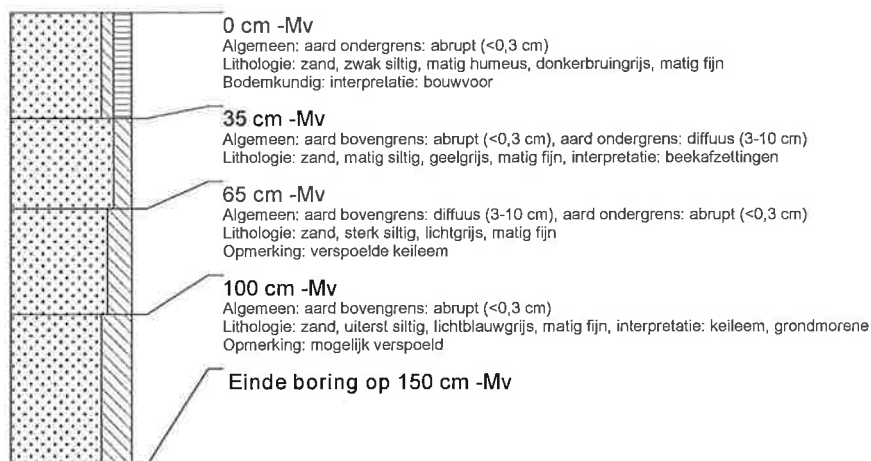 0 cm -Mv
Algemeen: aard ondergrens: abrupt (<0,3 cm)
Lithologie: zand, zwak siltig, matig humeus, donkerbruingrijs, matig fijn
Bodemkundig: interpretatie: bouwvoor
35 cm -Mv
Algemeen: aard bovengrens: abrupt (<0,3 cm), aard ondergrens: diffuus (3-10 cm)
Lithologie: zand, matig siltig, geelgrijs, matig fijn, interpretatie: beekafzettingen
65 cm -Mv
Algemeen: aard bovengrens: diffuus (3-10 cm), aard ondergrens: abrupt (<0,3 cm)
Lithologie: zand, sterk siltig, lichtgrijs, matig fijn
Opmerking: verspoelde keileem
100 cm -Mv
Algemeen: aard bovengrens: abrupt (<0,3 cm)
Lithologie: zand, uiterst siltig, lichtblauwgrijs, matig fijn, interpretatie: keileem, grondmorene
Opmerking: mogelijk verspoeld
Einde boring op 150 cm -Mv